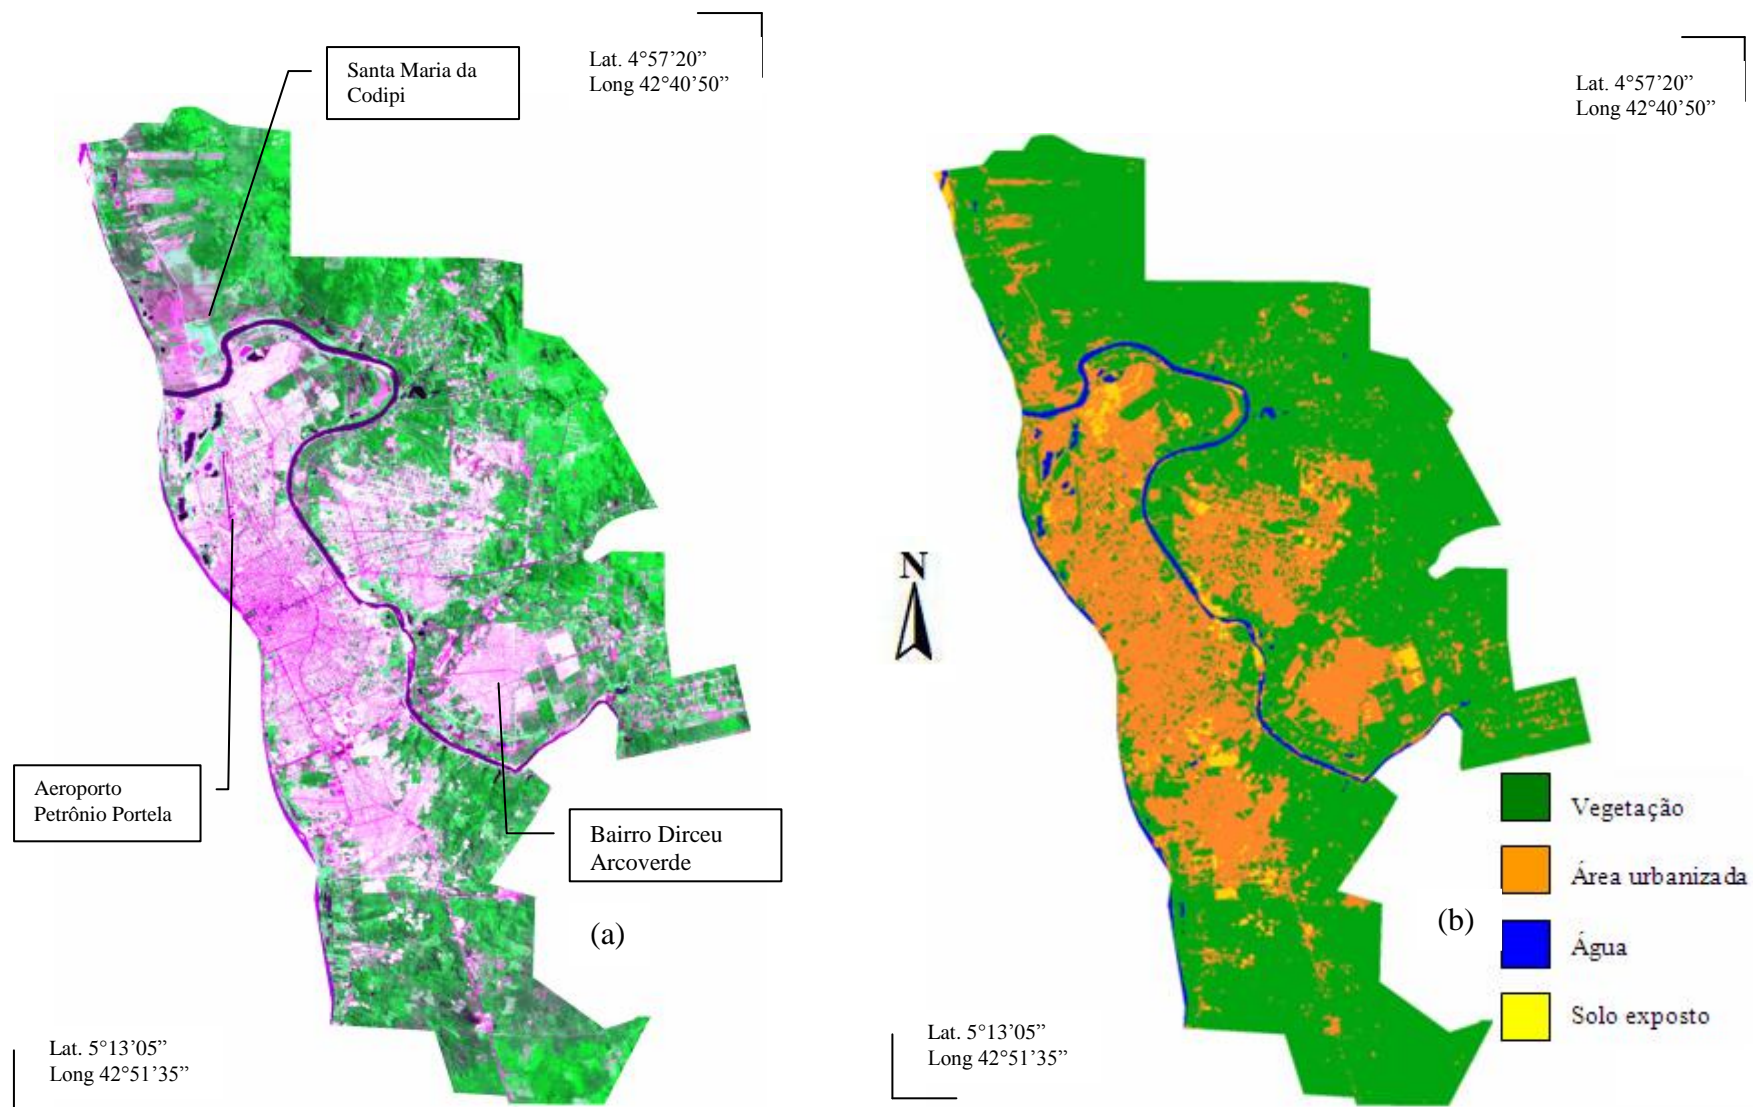 Lat. 4°57’20”
Long 42°40’50”
Santa Maria da
Codipi
Aeroporto
Petrônio Portela
Bairro Dirceu
Arcoverde
(a)
Lat. 5°13’05”
Long 42°51’35”
Lat. 4°57’20”
Long 42°40’50”
N
Vegetação
Área urbanizada
Água
Solo exposto
(b)
Lat. 5°13’05”
Long 42°51’35”